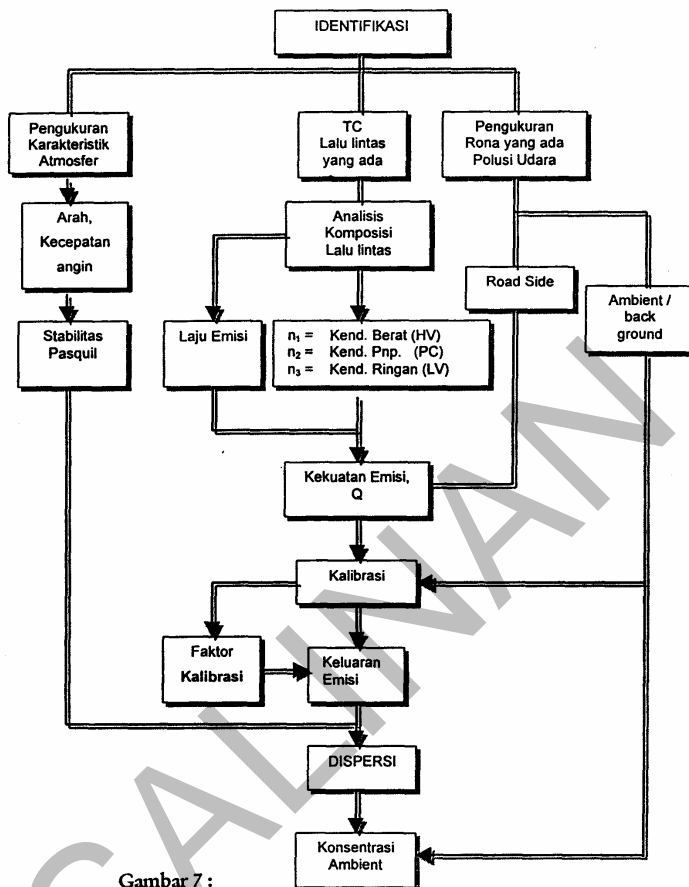 IDENTIFIKASI
Pengukuran
Karakteristik
Atmosfer
TC
Lalu lintas
yang ada
Pengukuran
Rona yang ada
Polusi Udara
Arah,
Kecepatan
angin
Analisis
Komposisi
Lalu lintas
Road Side
Ambient /
back
ground
Stabilitas
Pasquil
Laju Emisi
n₁ = Kend. Berat (HV)
n₂ = Kend. Pnp. (PC)
n₃ = Kend. Ringan (LV)
Kekuatan Emisi,
Q
Kalibrasi
Faktor
Kalibrasi
Keluaran
Emisi
DISPERSI
Konsentrasi
Ambient
Gambar 7 :
SALINAN